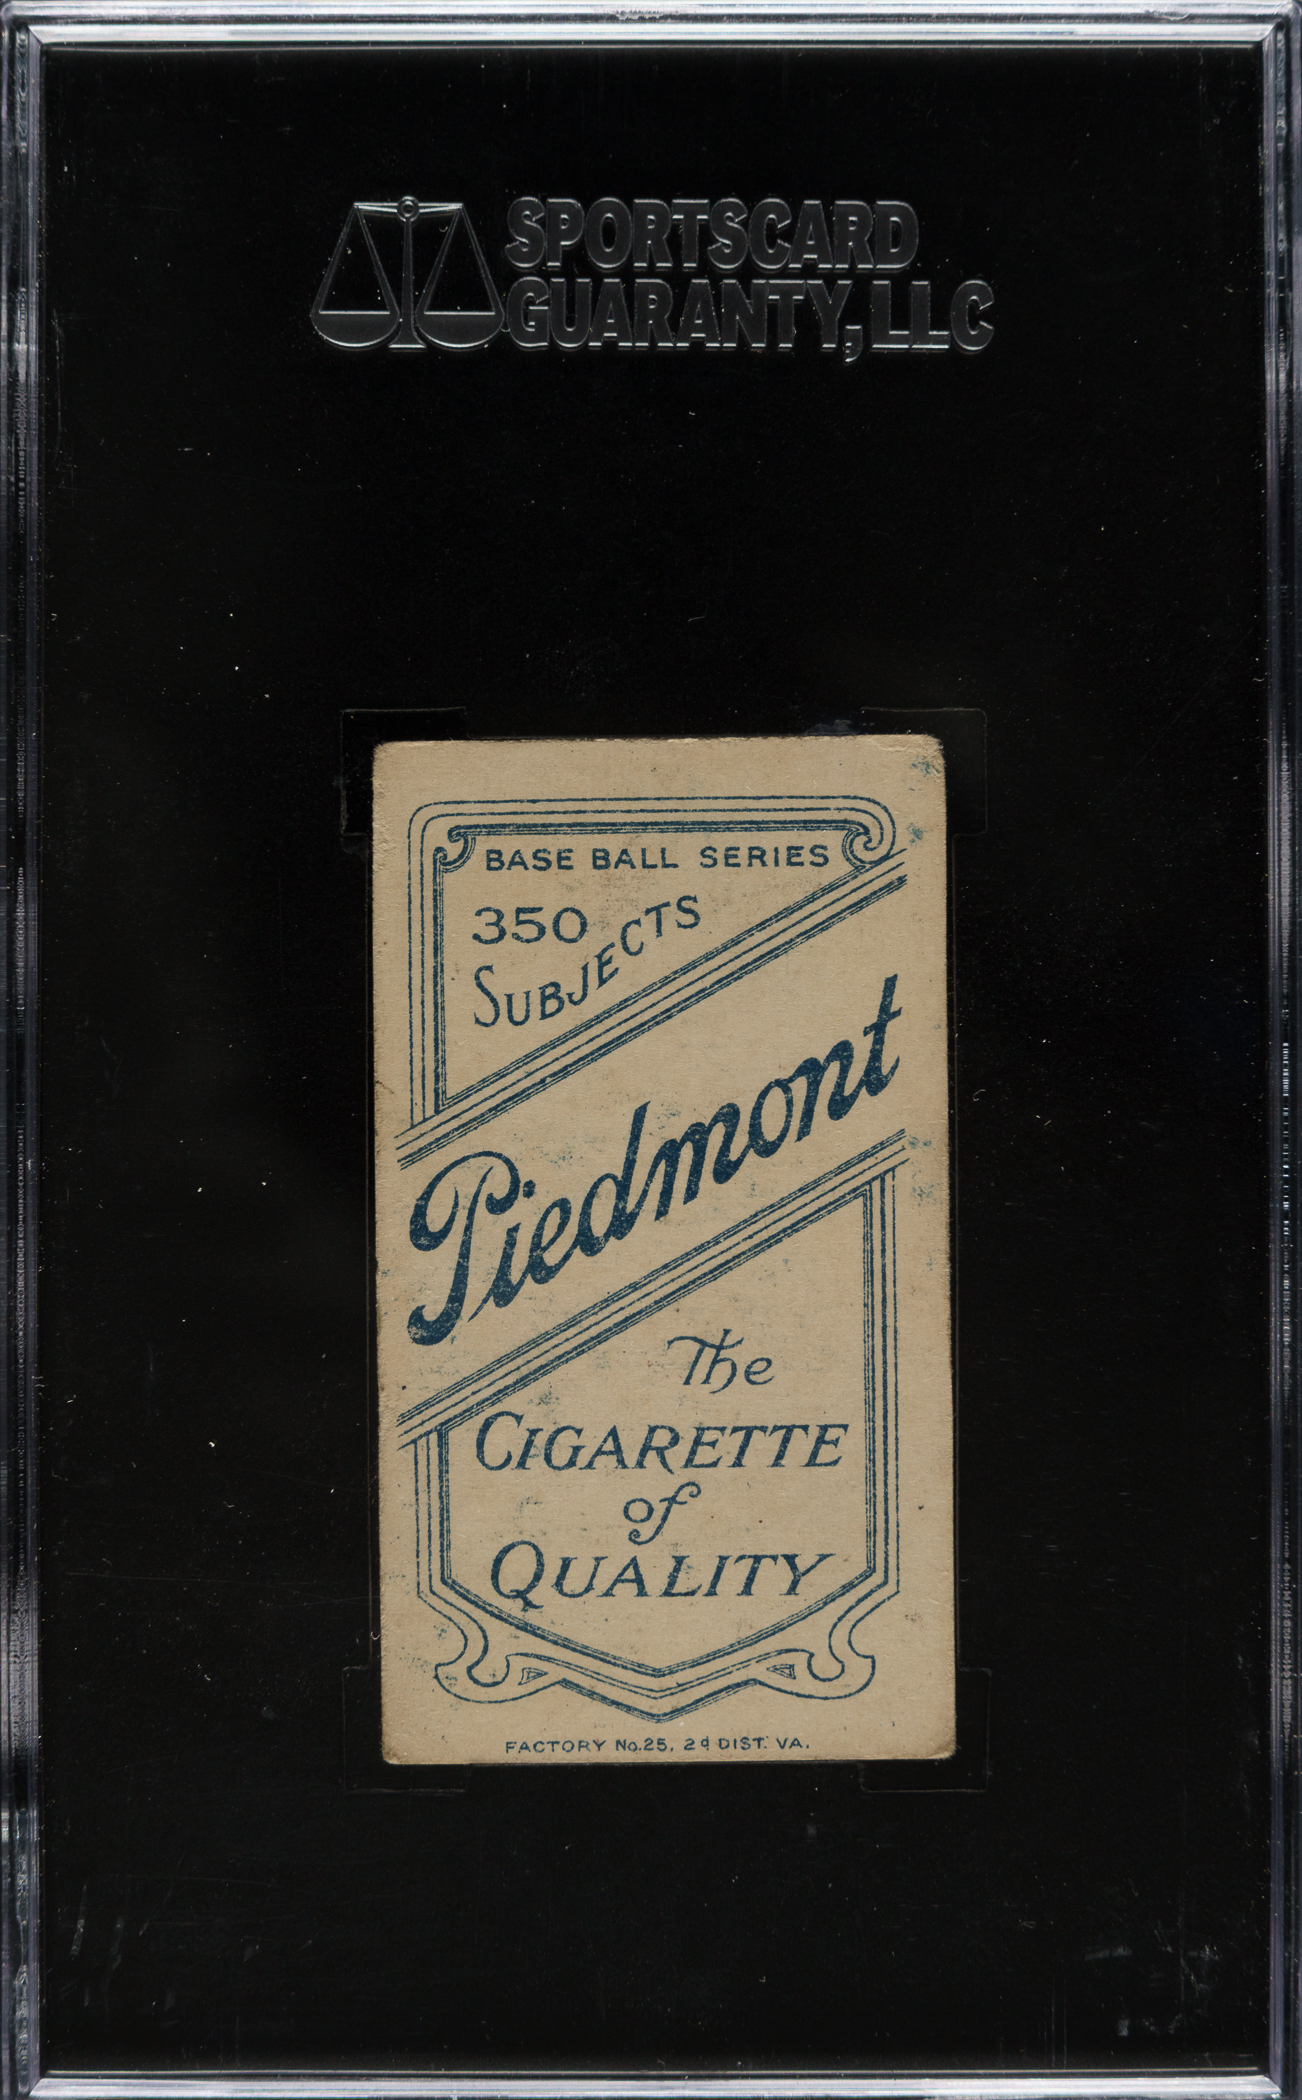 SPORTSCARD
GUARANTY, LLC
BASE BALL SERIES
350
SUBJECTS
Piedmont
The
CIGARETTE
of
QUALITY
FACTORY No.25. 2d DIST. VA.